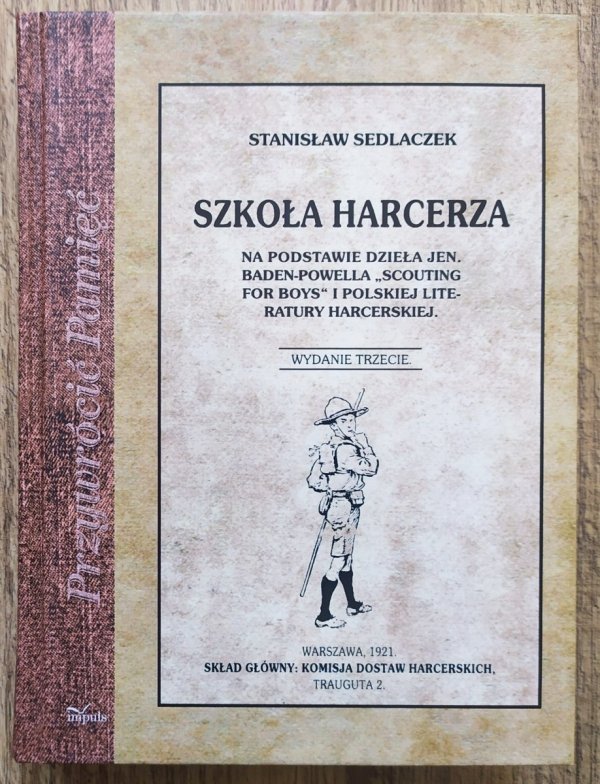 STANISŁAW SEDLACZEK
SZKOŁA HARCERZA
NA PODSTAWIE DZIEŁA JEN.
BADEN-POWELLA „SCOUTING
FOR BOYS“ I POLSKIEJ LITE-
RATURY HARCERSKIEJ.
WYDANIE TRZECIE.
WARSZAWA, 1921.
SKŁAD GŁÓWNY: KOMISJA DOSTAW HARCERSKICH,
TRAUGUTA 2.
Przywrócić Pamięć
impuls